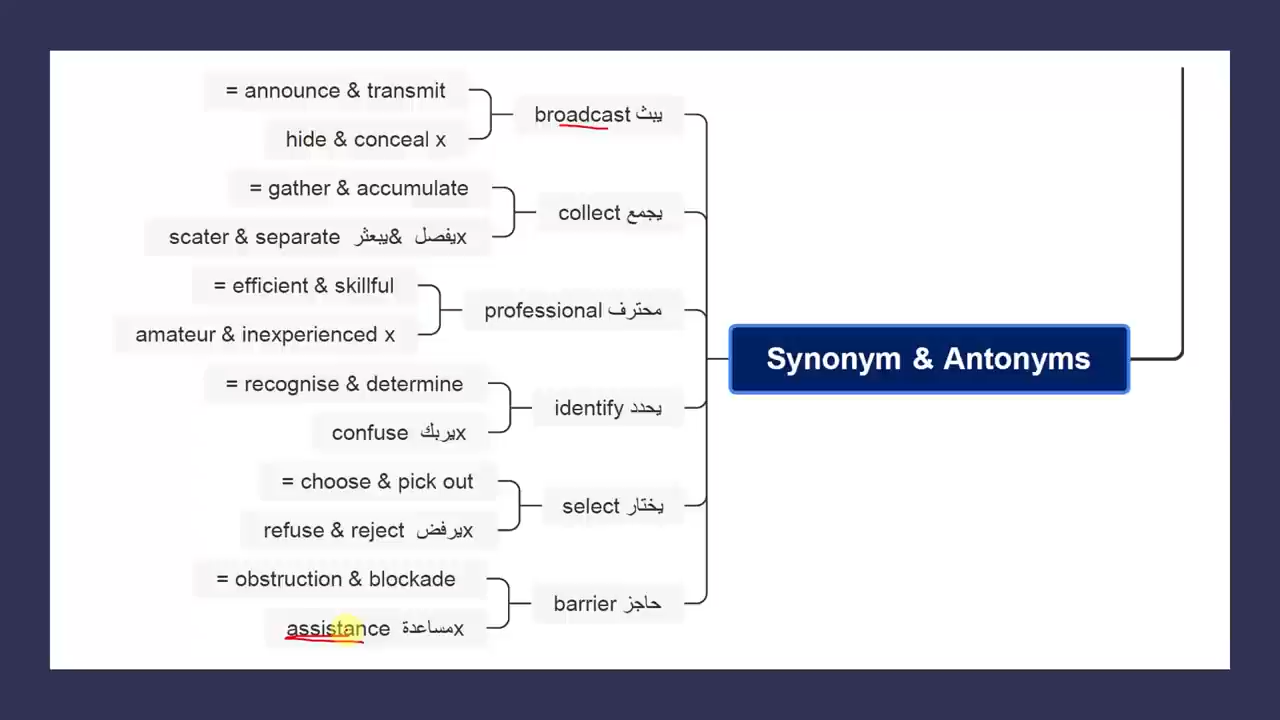 = announce & transmit
broadcast يبث
hide & conceal x
= gather & accumulate
collect يجمع
scater & separate يفصل &يبعثرx
= efficient & skillful
professional محترف
amateur & inexperienced x
Synonym & Antonyms
= recognise & determine
identify يحدد
confuse يربكx
= choose & pick out
select يختار
refuse & reject يرفضx
= obstruction & blockade
barrier حاجز
assistance مساعدةx